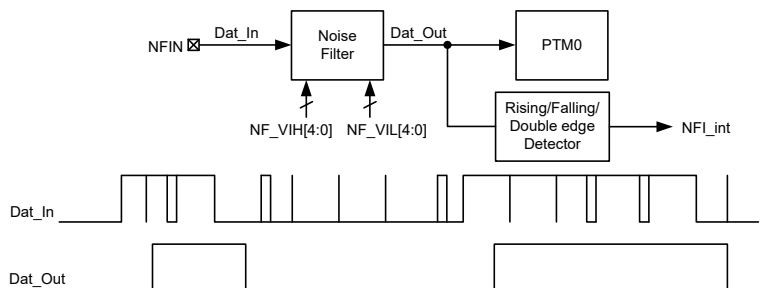 NFIN
Dat_In
Noise
Filter
Dat_Out
PTM0
NF_VIH[4:0]
NF_VIL[4:0]
Rising/Falling/
Double edge
Detector
NFI_int
Dat_In
Dat_Out